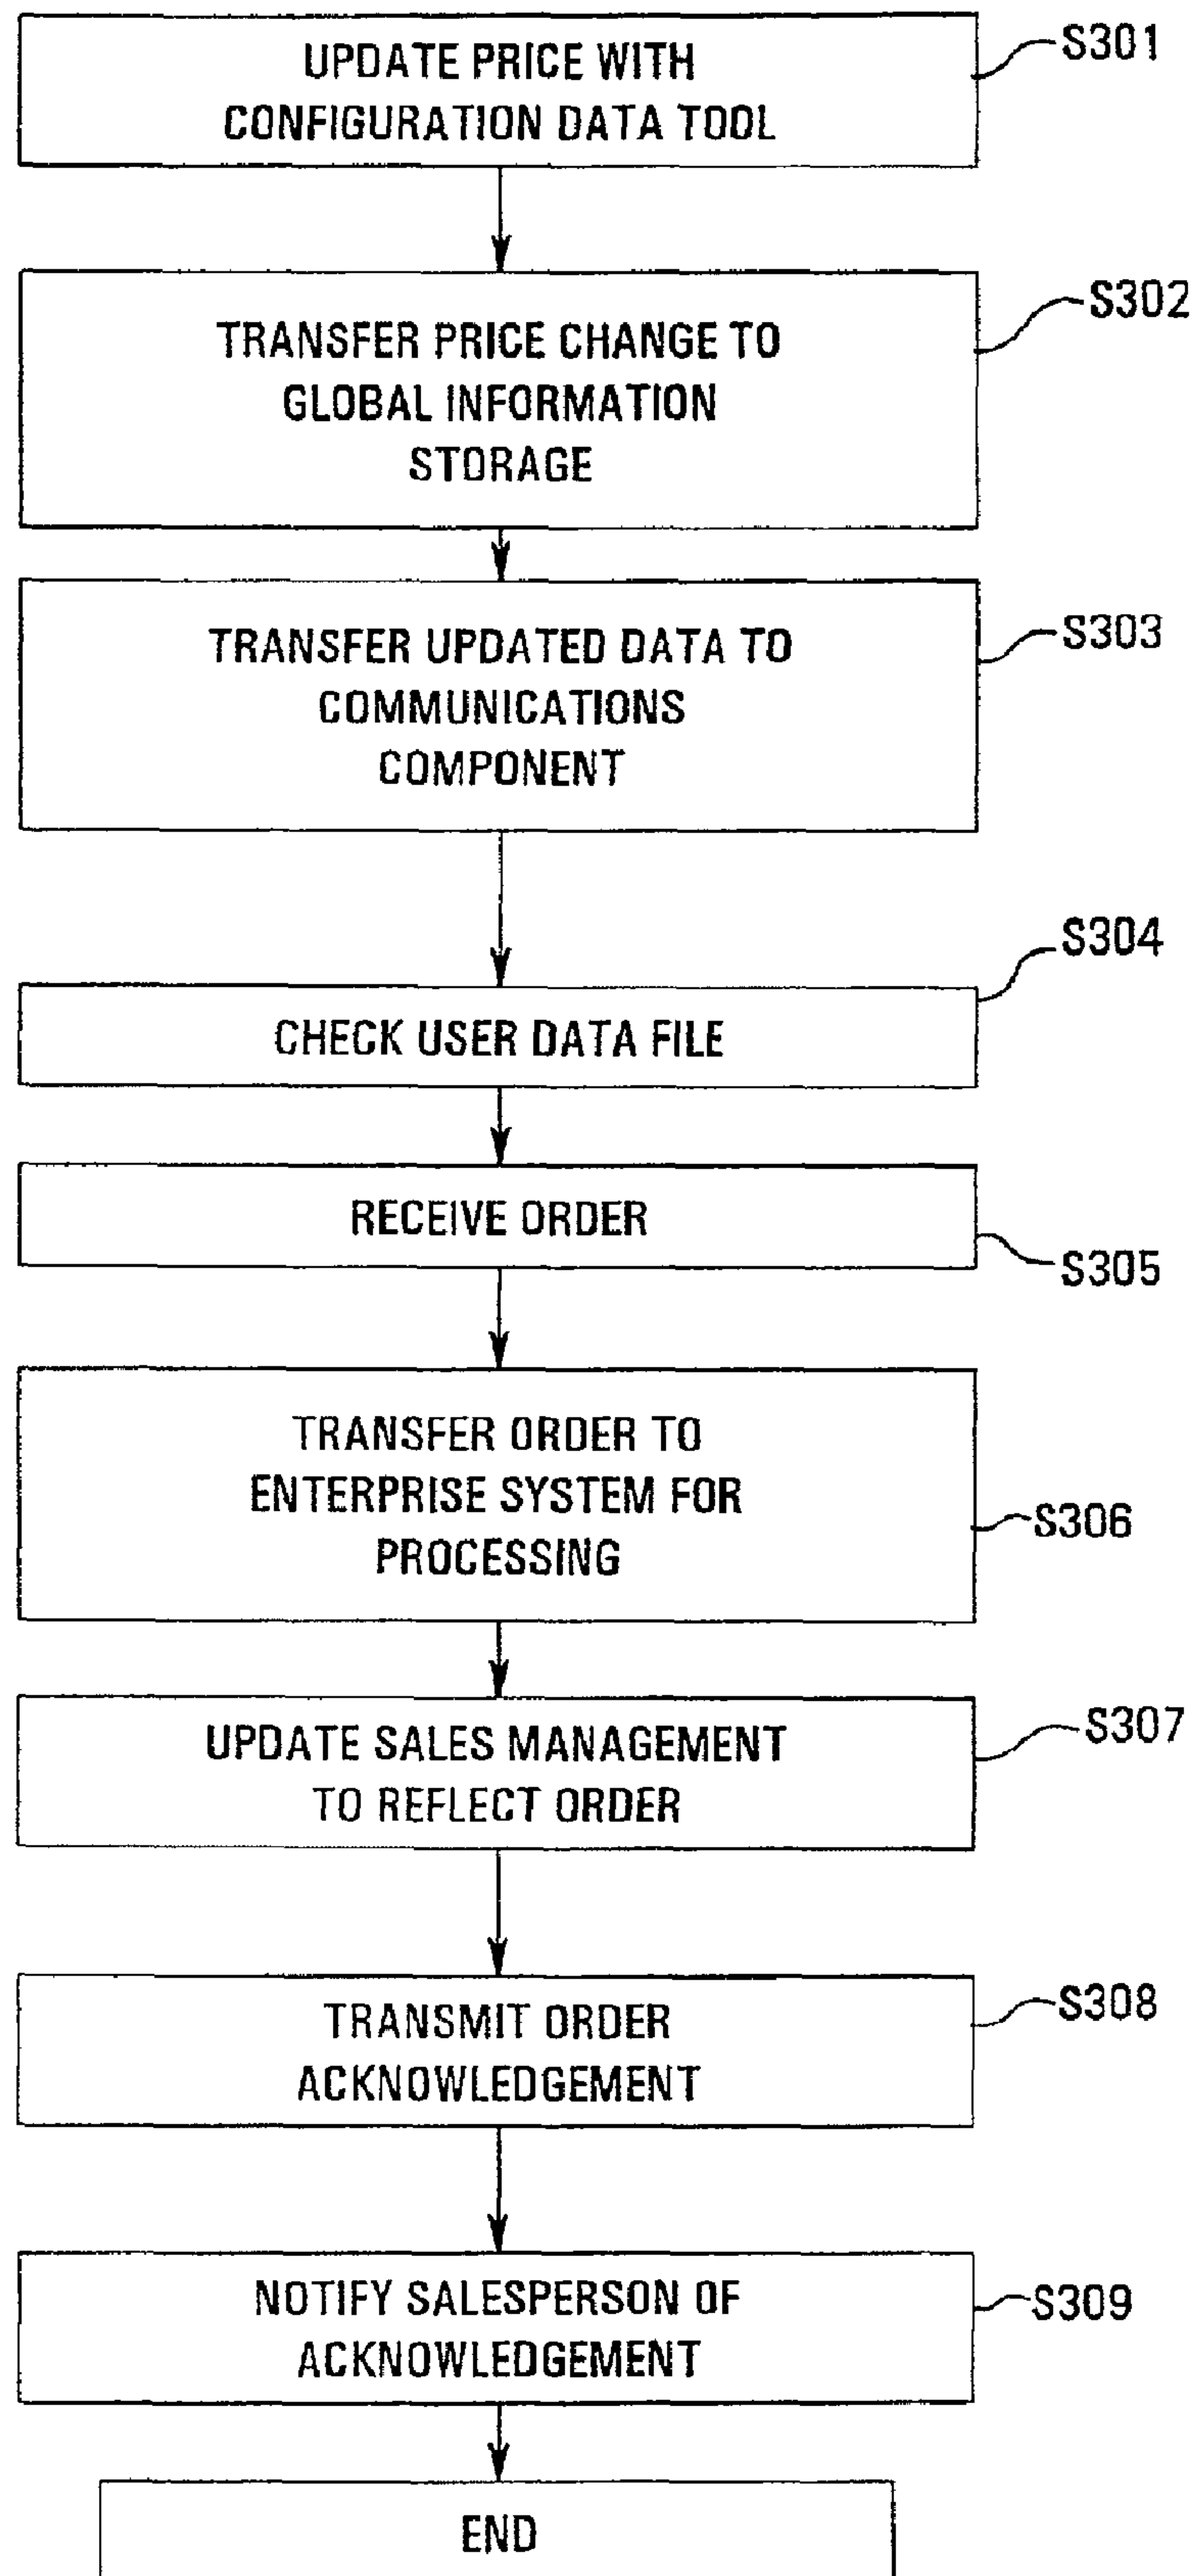 UPDATE PRICE WITH
CONFIGURATION DATA TOOL
S301
TRANSFER PRICE CHANGE TO
GLOBAL INFORMATION
STORAGE
S302
TRANSFER UPDATED DATA TO
COMMUNICATIONS
COMPONENT
S303
CHECK USER DATA FILE
S304
RECEIVE ORDER
S305
TRANSFER ORDER TO
ENTERPRISE SYSTEM FOR
PROCESSING
S306
UPDATE SALES MANAGEMENT
TO REFLECT ORDER
S307
TRANSMIT ORDER
ACKNOWLEDGEMENT
S308
NOTIFY SALESPERSON OF
ACKNOWLEDGEMENT
S309
END